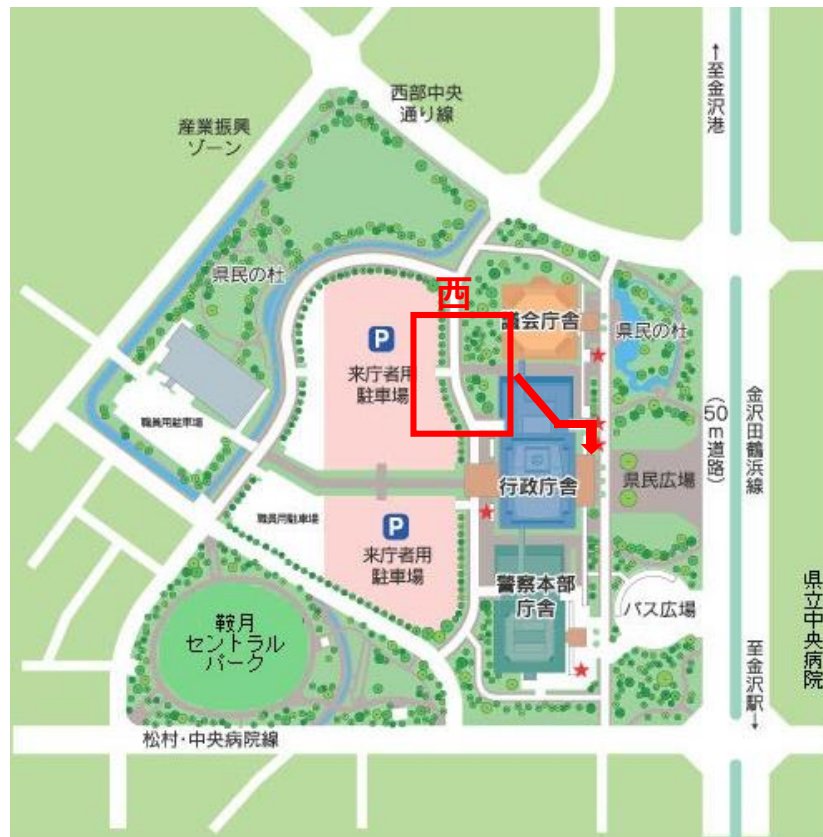 西部中央
通り線
産業振興
ゾーン
↑至金沢港
県民の杜
西
議会庁舎
県民の杜
P
来庁者用
駐車場
職員用駐車場
(50m道路)
金沢田鶴浜線
行政庁舎
県民広場
職員用駐車場
P
来庁者用
駐車場
警察本部
庁舎
バス広場
県立中央病院
鞍月
セントラル
パーク
至金沢駅↓
松村・中央病院線